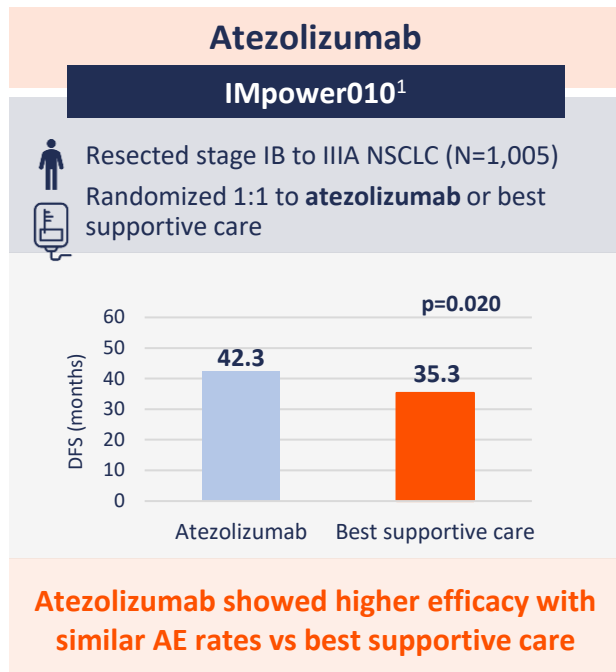 Atezolizumab
IMpower010¹
Resected stage IB to IIIA NSCLC (N=1,005)
Randomized 1:1 to atezolizumab or best
supportive care
p=0.020
60
50
40
30
20
10
0
DFS (months)
42.3
35.3
Atezolizumab
Best supportive care
Atezolizumab showed higher efficacy with
similar AE rates vs best supportive care